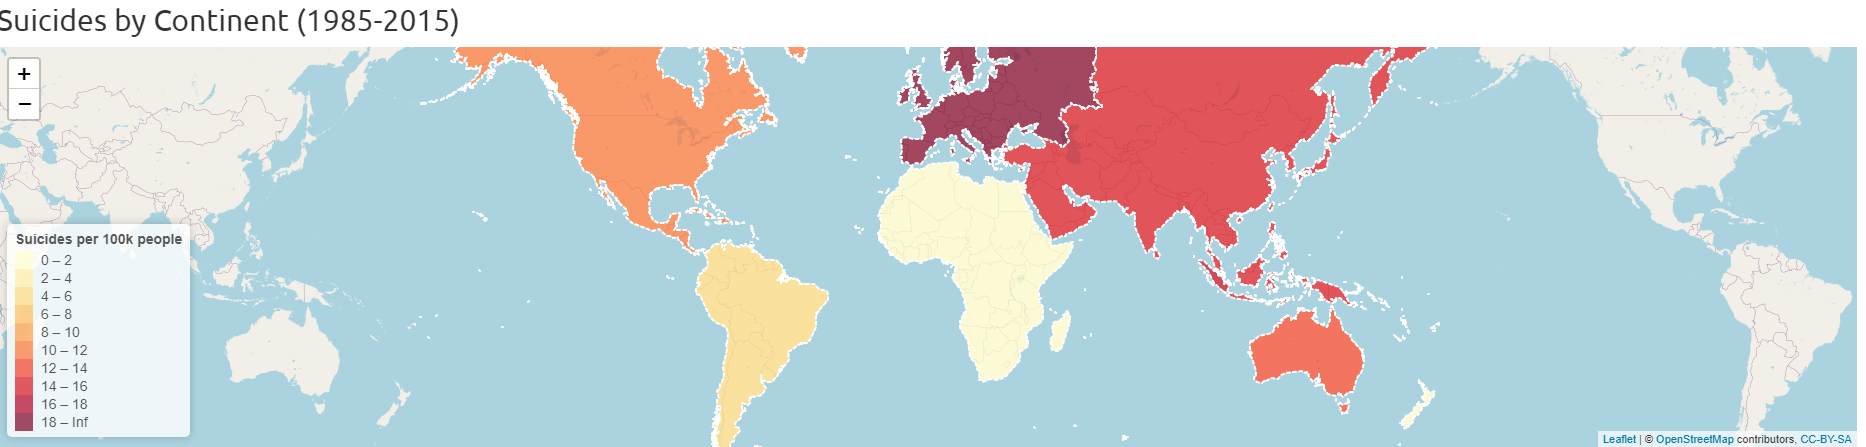 Suicides by Continent (1985-2015)
+
−
Suicides per 100k people
0 – 2
2 – 4
4 – 6
6 – 8
8 – 10
10 – 12
12 – 14
14 – 16
16 – 18
18 – Inf
Leaflet | © OpenStreetMap contributors, CC-BY-SA